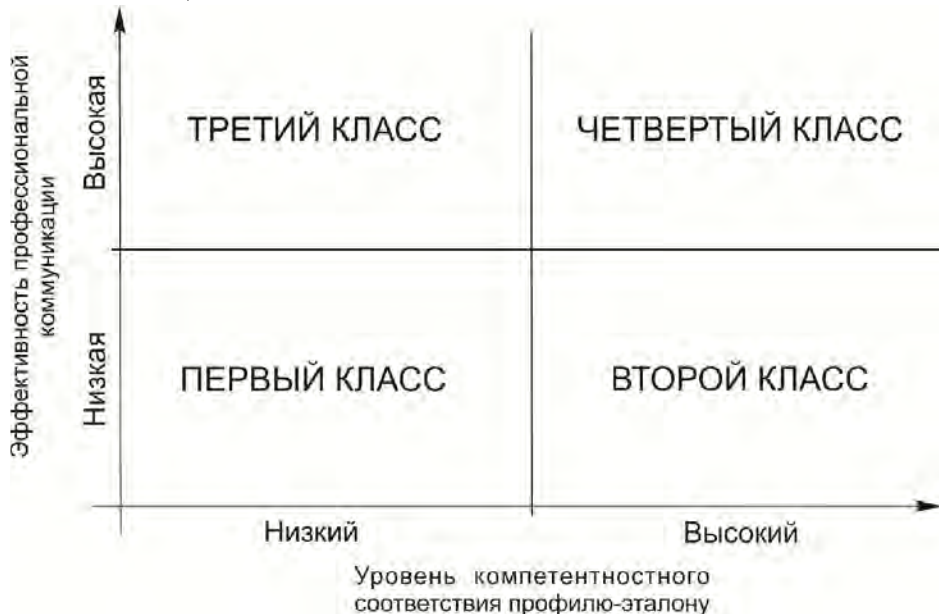 Эффективность профессиональной
коммуникации
Высокая
Низкая
ТРЕТИЙ КЛАСС
ЧЕТВЕРТЫЙ КЛАСС
ПЕРВЫЙ КЛАСС
ВТОРОЙ КЛАСС
Низкий
Высокий
Уровень компетентностного
соответствия профилю-эталону